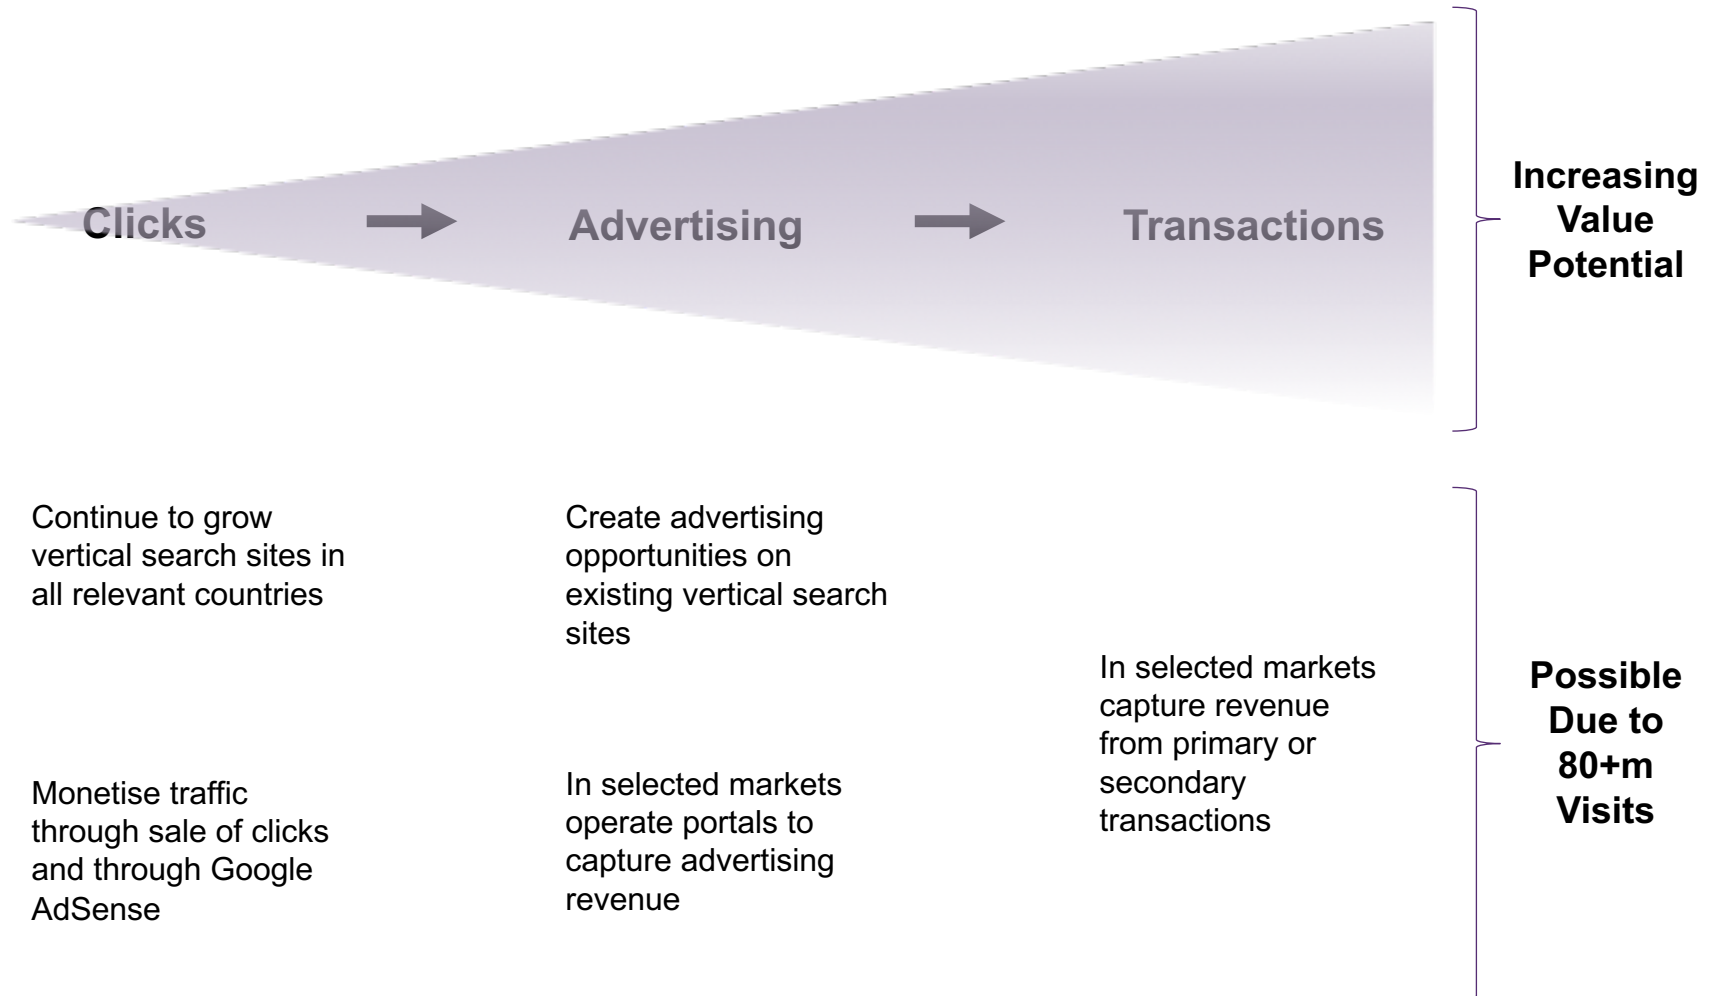 Clicks
Advertising
Transactions
Increasing
Value
Potential
Continue to grow
vertical search sites in
all relevant countries
Monetise traffic
through sale of clicks
and through Google
AdSense
Create advertising
opportunities on
existing vertical search
sites
In selected markets
operate portals to
capture advertising
revenue
In selected markets
capture revenue
from primary or
secondary
transactions
Possible
Due to
80+m
Visits